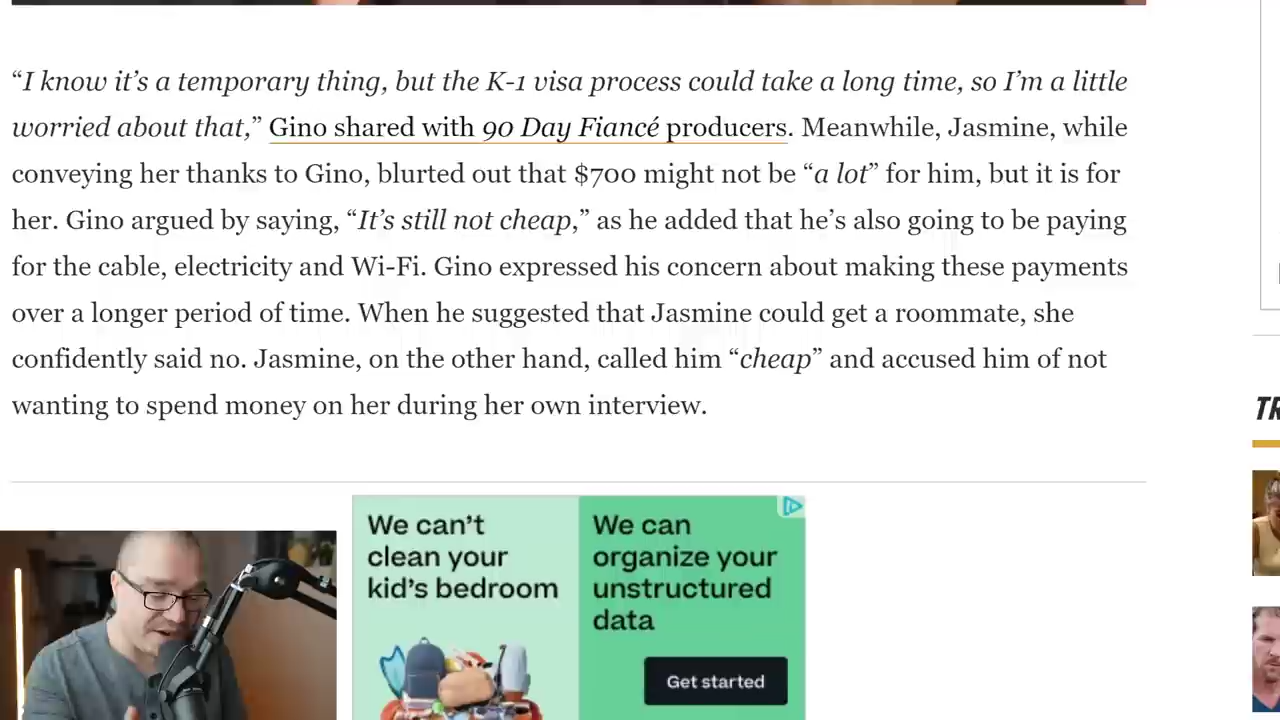 “I know it’s a temporary thing, but the K-1 visa process could take a long time, so I’m a little
worried about that,” Gino shared with 90 Day Fiancé producers. Meanwhile, Jasmine, while
conveying her thanks to Gino, blurted out that $700 might not be “a lot” for him, but it is for
her. Gino argued by saying, “It’s still not cheap,” as he added that he’s also going to be paying
for the cable, electricity and Wi-Fi. Gino expressed his concern about making these payments
over a longer period of time. When he suggested that Jasmine could get a roommate, she
confidently said no. Jasmine, on the other hand, called him “cheap” and accused him of not
wanting to spend money on her during her own interview.
TR
We can’t
clean your
kid’s bedroom
We can
organize your
unstructured
data
Get started